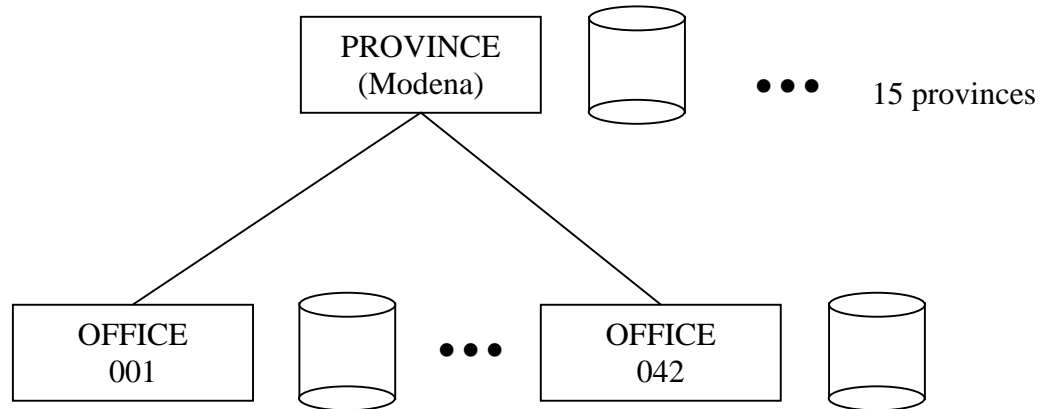 PROVINCE
(Modena)
15 provinces
OFFICE
001
OFFICE
042